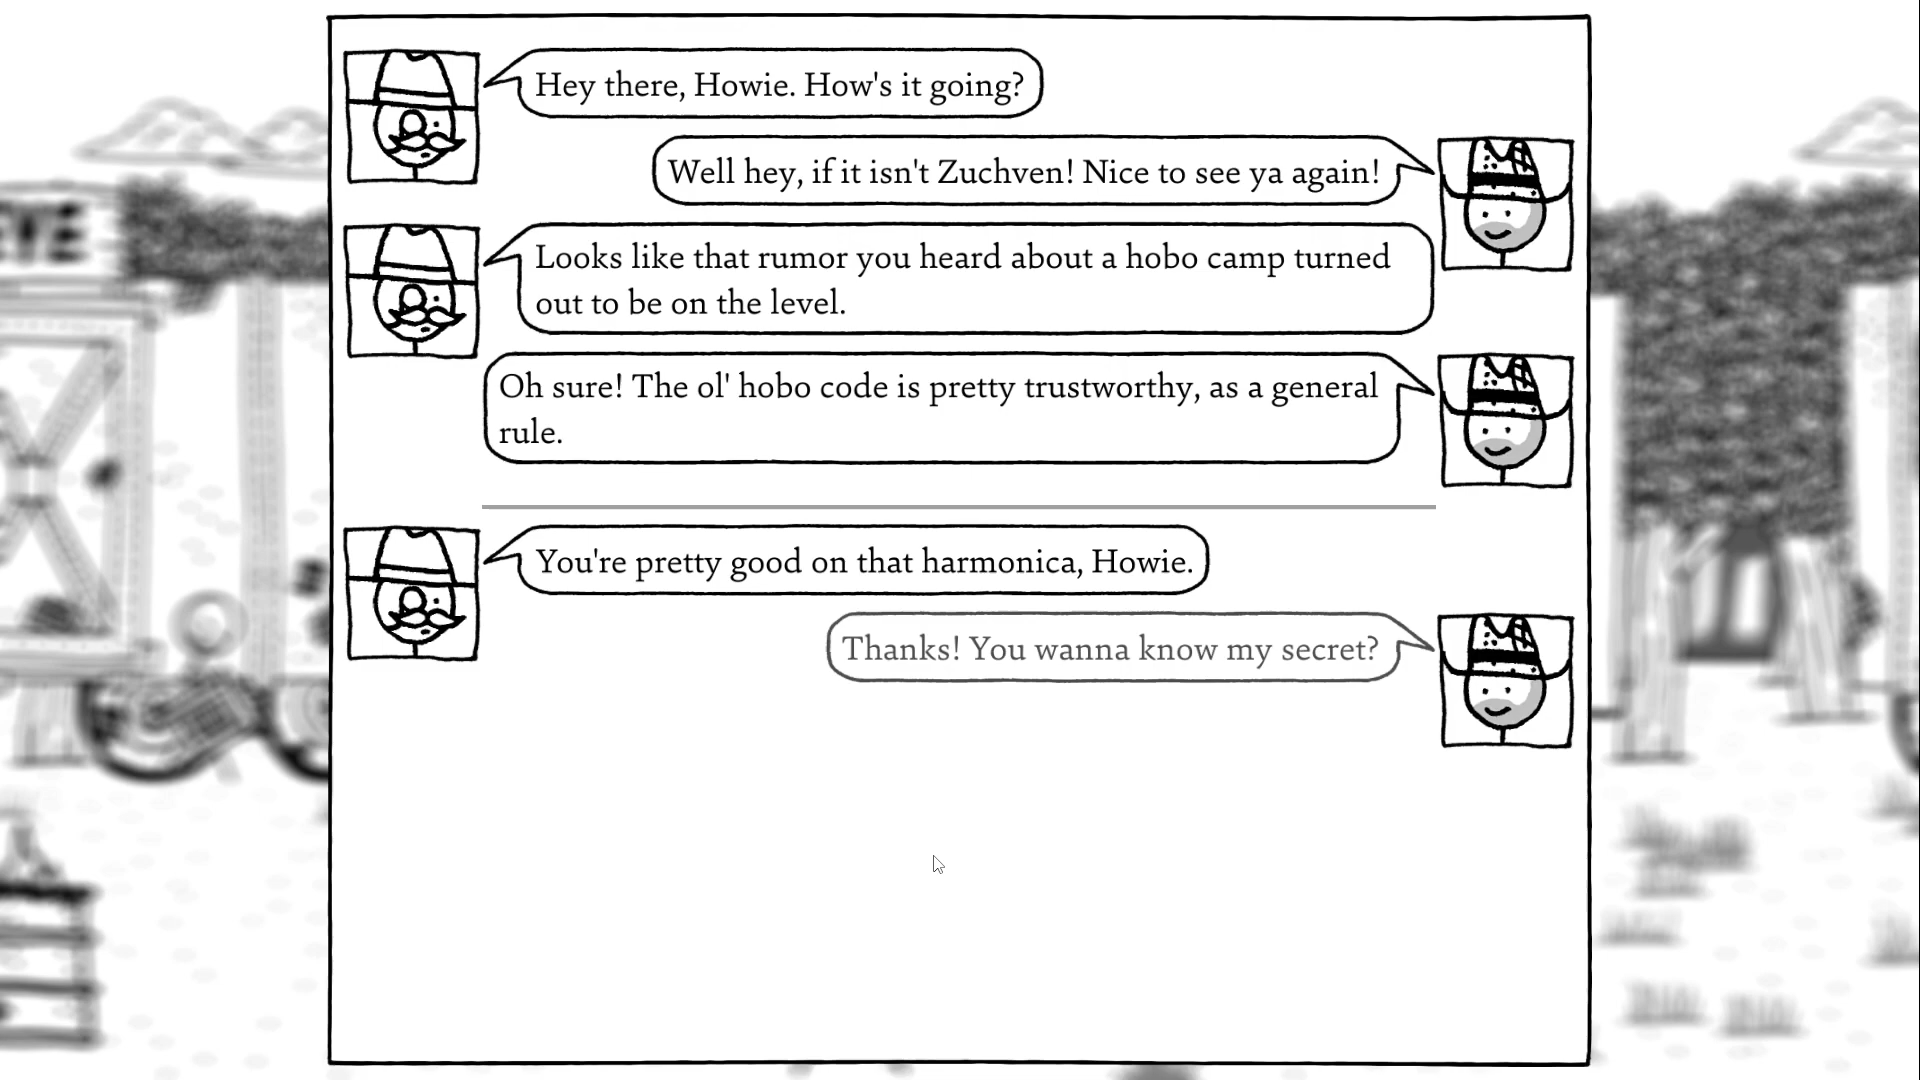 Hey there, Howie. How's it going?
Well hey, if it isn't Zuchven! Nice to see ya again!
Looks like that rumor you heard about a hobo camp turned
out to be on the level.
Oh sure! The ol' hobo code is pretty trustworthy, as a general
rule.
You're pretty good on that harmonica, Howie.
Thanks! You wanna know my secret?